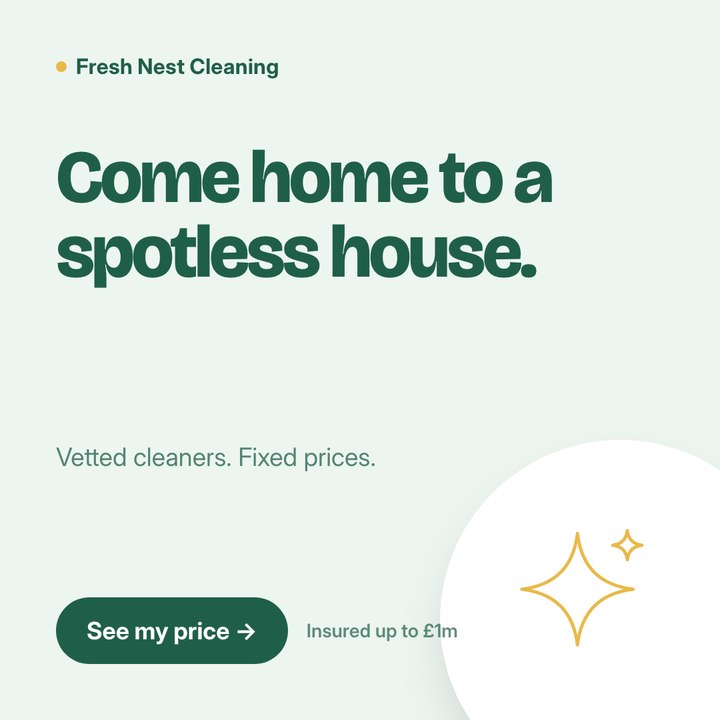 Fresh Nest Cleaning
Come home to a
spotless house.
Vetted cleaners. Fixed prices.
See my price →
Insured up to £1m